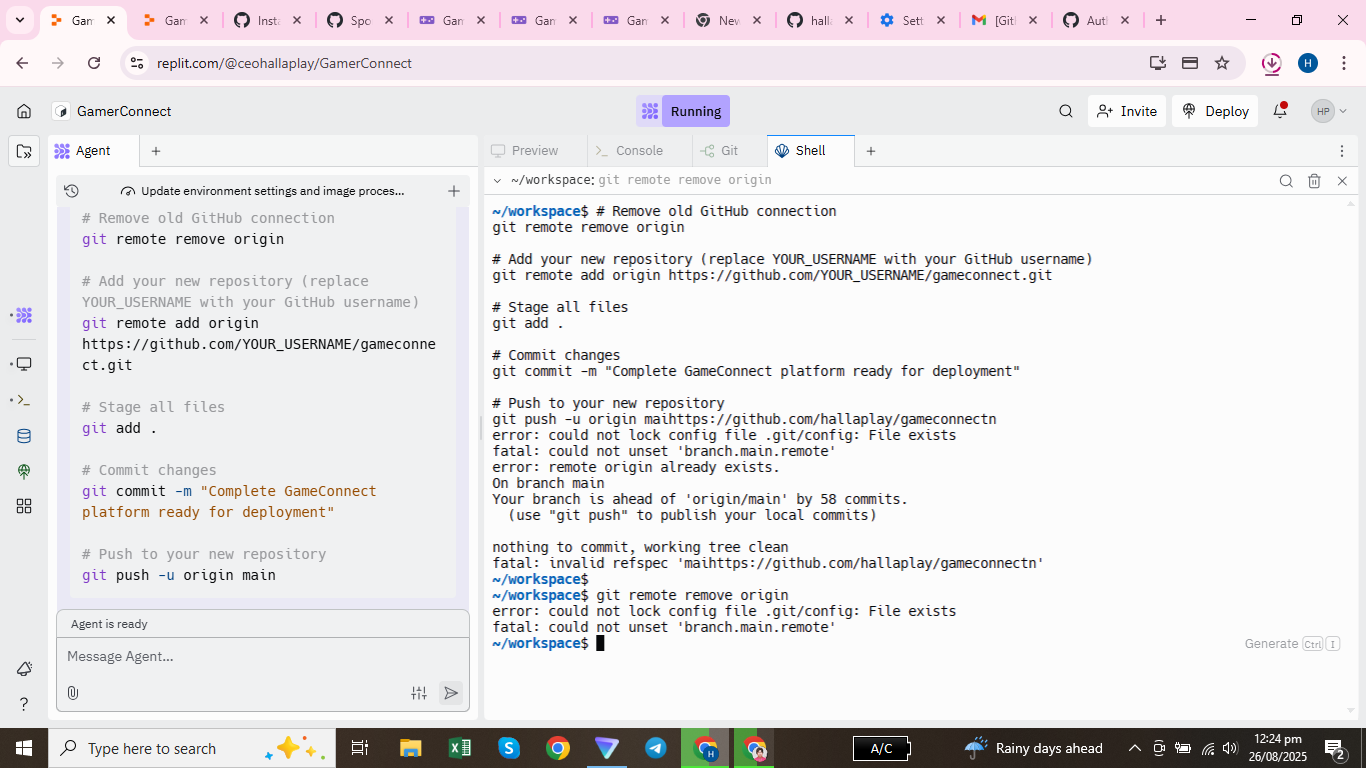 Gam
Gam
Insta
Spo
Gam
Gam
Gam
New
halla
Sett
[Gitl
Auth
replit.com/@ceohallaplay/GamerConnect
H
GamerConnect
Running
Invite
Deploy
HP
Agent
Preview
Console
Git
Shell
Update environment settings and image proces...
~/workspace: git remote remove origin
# Remove old GitHub connection
git remote remove origin
# Add your new repository (replace
YOUR_USERNAME with your GitHub username)
git remote add origin
https://github.com/YOUR_USERNAME/gameconne
ct.git
# Stage all files
git add .
# Commit changes
git commit -m "Complete GameConnect
platform ready for deployment"
# Push to your new repository
git push -u origin main
Agent is ready
Message Agent...
~/workspace$ # Remove old GitHub connection
git remote remove origin
# Add your new repository (replace YOUR_USERNAME with your GitHub username)
git remote add origin https://github.com/YOUR_USERNAME/gameconnect.git
# Stage all files
git add .
# Commit changes
git commit -m "Complete GameConnect platform ready for deployment"
# Push to your new repository
git push -u origin maihttps://github.com/hallaplay/gameconnectn
error: could not lock config file .git/config: File exists
fatal: could not unset 'branch.main.remote'
error: remote origin already exists.
On branch main
Your branch is ahead of 'origin/main' by 58 commits.
(use "git push" to publish your local commits)
nothing to commit, working tree clean
fatal: invalid refspec 'maihttps://github.com/hallaplay/gameconnectn'
~/workspace$
~/workspace$ git remote remove origin
error: could not lock config file .git/config: File exists
fatal: could not unset 'branch.main.remote'
~/workspace$
Generate Ctrl I
Type here to search
A/C
Rainy days ahead
12:24 pm
26/08/2025
2